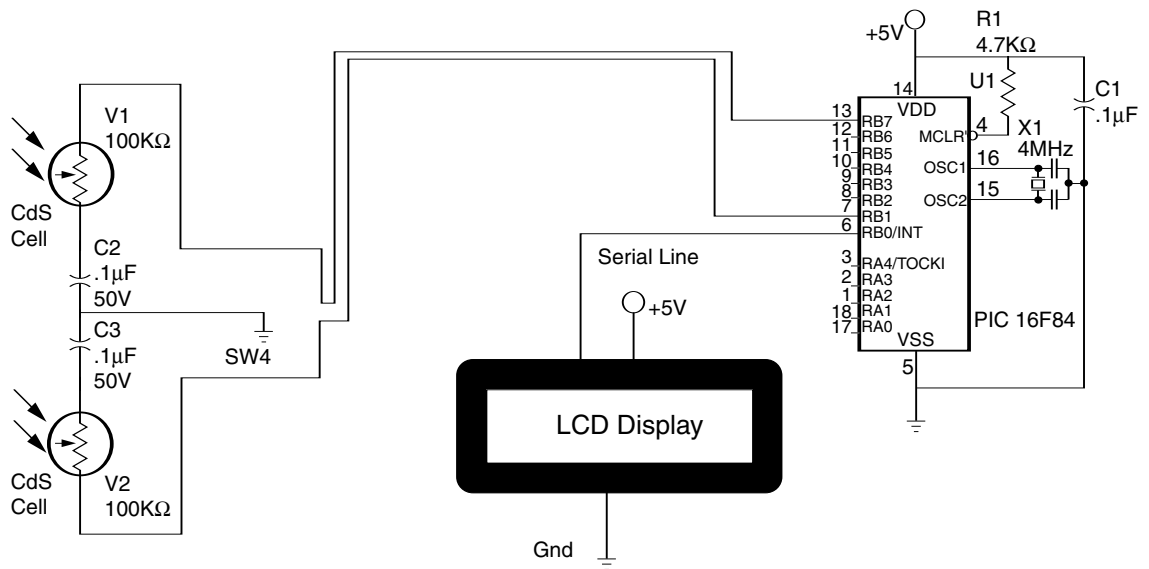 V1
100KΩ
CdS
Cell
C2
.1µF
50V
C3
.1µF
50V
SW4
CdS
Cell
V2
100KΩ
Serial Line
+5V
LCD Display
Gnd
+5V
R1
4.7KΩ
U1
C1
.1µF
14
VDD
13 RB7
12 RB6
11 RB5
10 RB4
9 RB3
8 RB2
7 RB1
6 RB0/INT
3 RA4/TOCKI
2 RA3
1 RA2
18 RA1
17 RA0
MCLR' 4
X1
4MHz
OSC1 16
OSC2 15
PIC 16F84
VSS
5